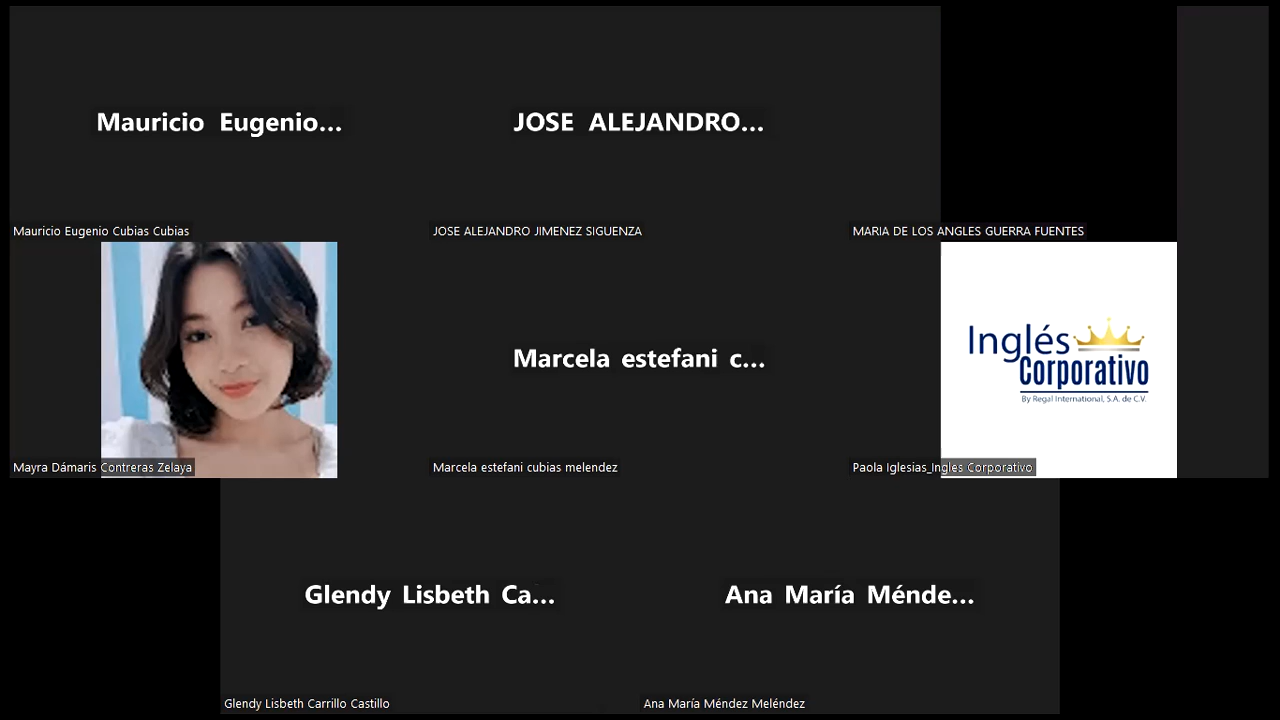 Mauricio Eugenio...
JOSE ALEJANDRO...
Mauricio Eugenio Cubias Cubias
JOSE ALEJANDRO JIMENEZ SIGUENZA
MARIA DE LOS ANGLES GUERRA FUENTES
Marcela estefani c...
Inglés
Corporativo
By Regal International, S.A. de C.V.
Mayra Dámaris Contreras Zelaya
Marcela estefani cubias melendez
Paola Iglesias_Ingles Corporativo
Glendy Lisbeth Ca...
Ana María Ménde...
Glendy Lisbeth Carrillo Castillo
Ana María Méndez Meléndez